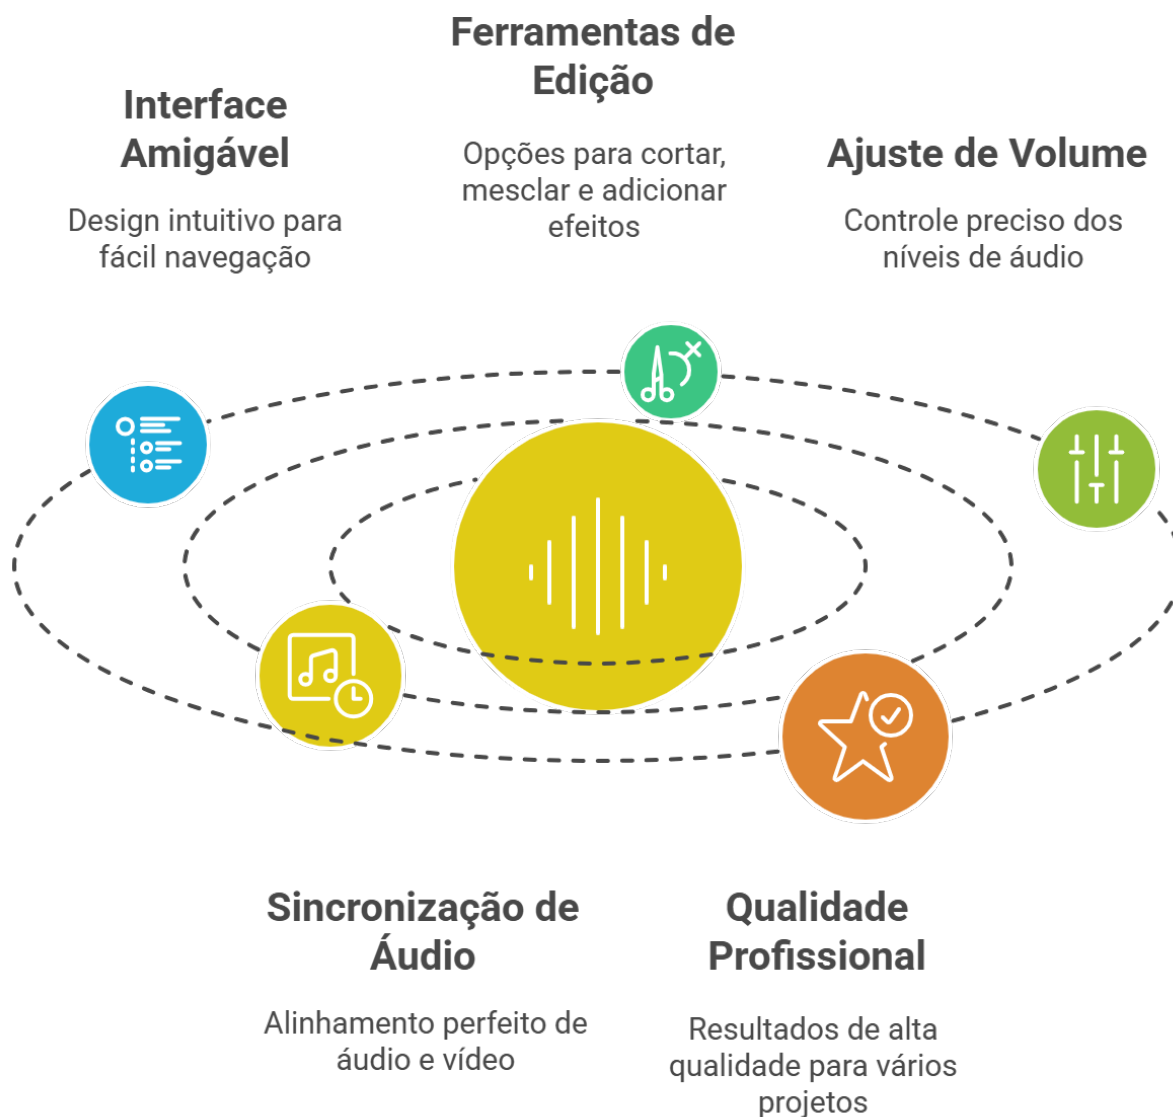 Ferramentas de
Edição
Opções para cortar,
mesclar e adicionar
efeitos
Interface
Amigável
Design intuitivo para
fácil navegação
Ajuste de Volume
Controle preciso dos
níveis de áudio
Sincronização de
Áudio
Alinhamento perfeito de
áudio e vídeo
Qualidade
Profissional
Resultados de alta
qualidade para vários
projetos